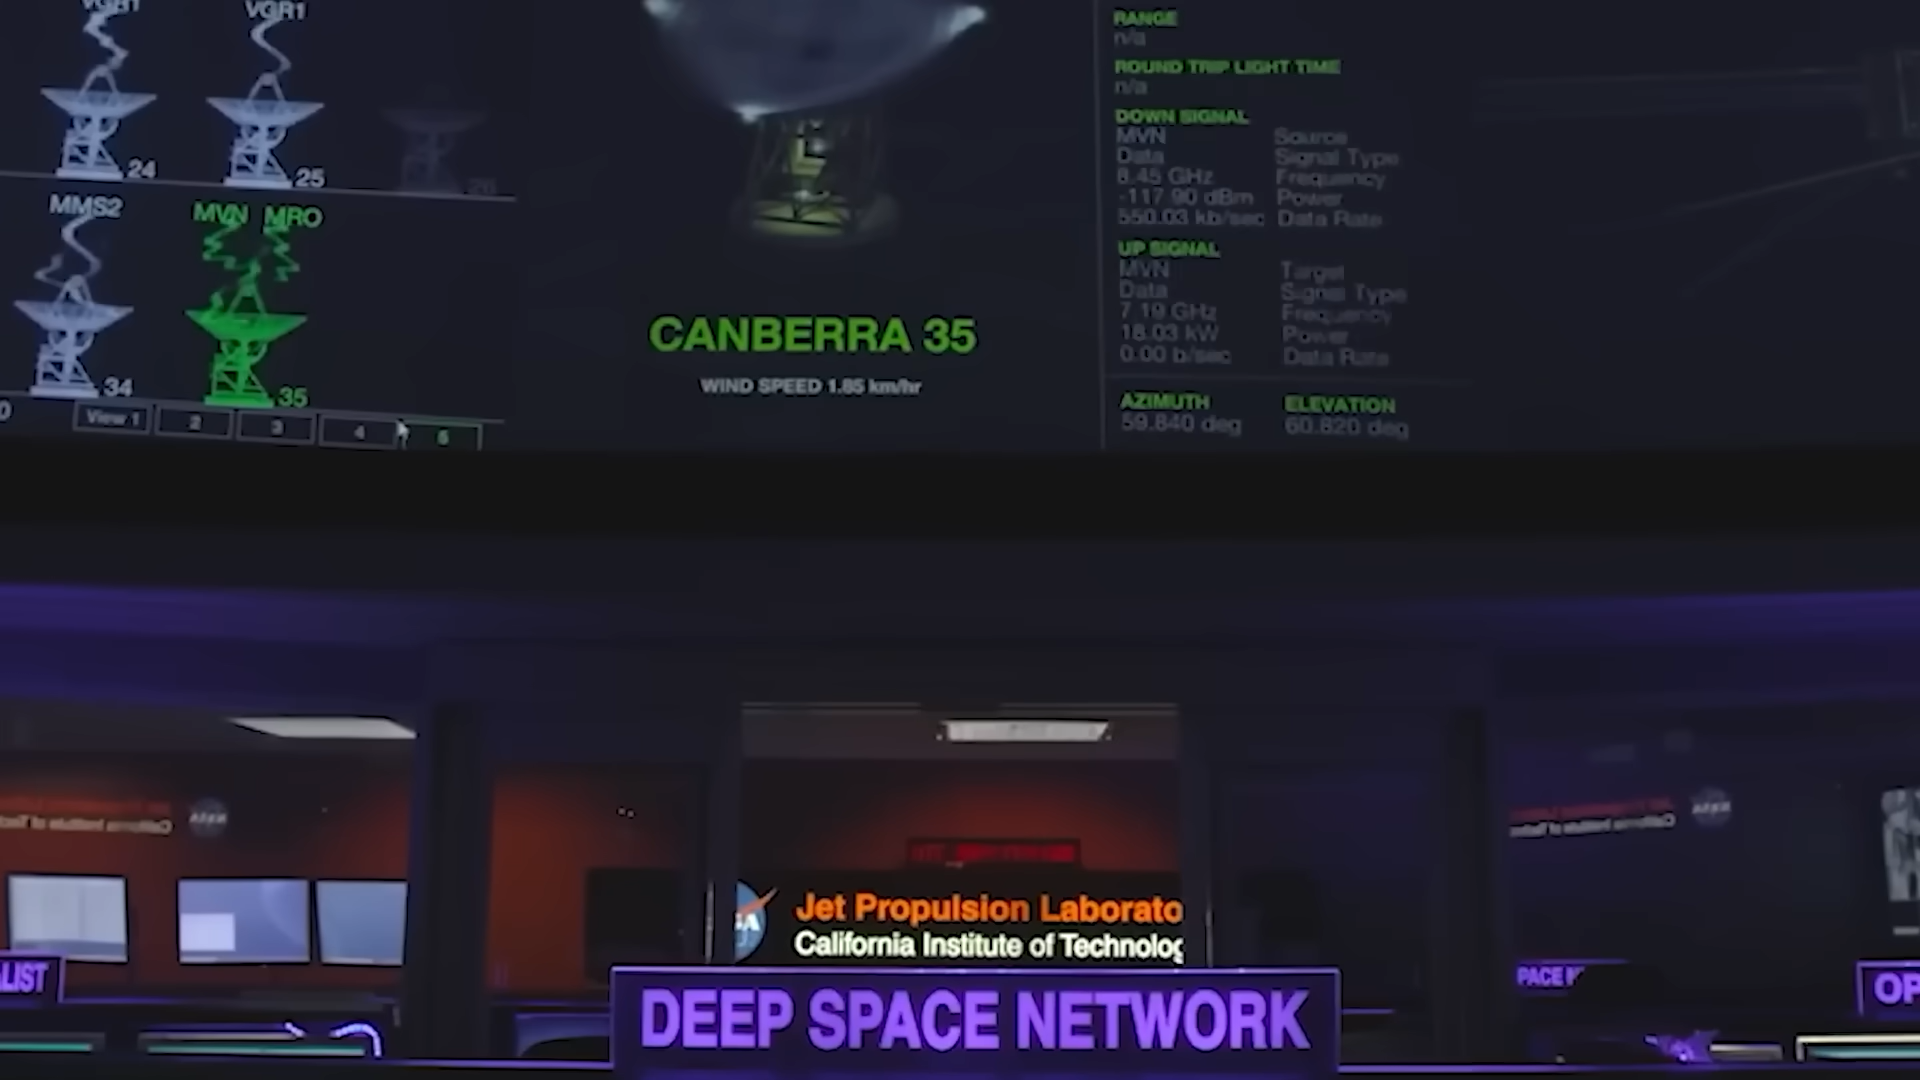 VGR1
24
25
MMS2
MVN MRO
34
35
View 1
2
3
4
5
CANBERRA 35
WIND SPEED 1.85 km/hr
RANGE
n/a
ROUND TRIP LIGHT TIME
n/a
DOWN SIGNAL
MVN Source
Data Signal Type
8.45 GHz Frequency
-117.90 dBm Power
550.03 kb/sec Data Rate
UP SIGNAL
MVN Target
Data Signal Type
7.19 GHz Frequency
18.03 kW Power
0.00 b/sec Data Rate
AZIMUTH ELEVATION
59.840 deg 60.820 deg
Jet Propulsion Laborato
California Institute of Technolog
LIST
DEEP SPACE NETWORK
PACE
OP